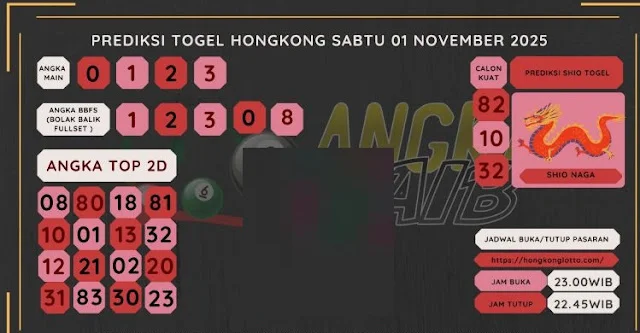 PREDIKSI TOGEL HONGKONG SABTU 01 NOVEMBER 2025
ANGKA MAIN
0 1 2 3
ANGKA BBFS
(BOLAK BALIK
FULLSET )
1 2 3 0 8
ANGKA TOP 2D
08 80 18 81
10 01 13 32
12 21 02 20
31 83 30 23
CALON
KUAT
82
10
32
PREDIKSI SHIO TOGEL
SHIO NAGA
JADWAL BUKA/TUTUP PASARAN
https://hongkonglotto.com/
JAM BUKA 23.00WIB
JAM TUTUP 22.45WIB
6